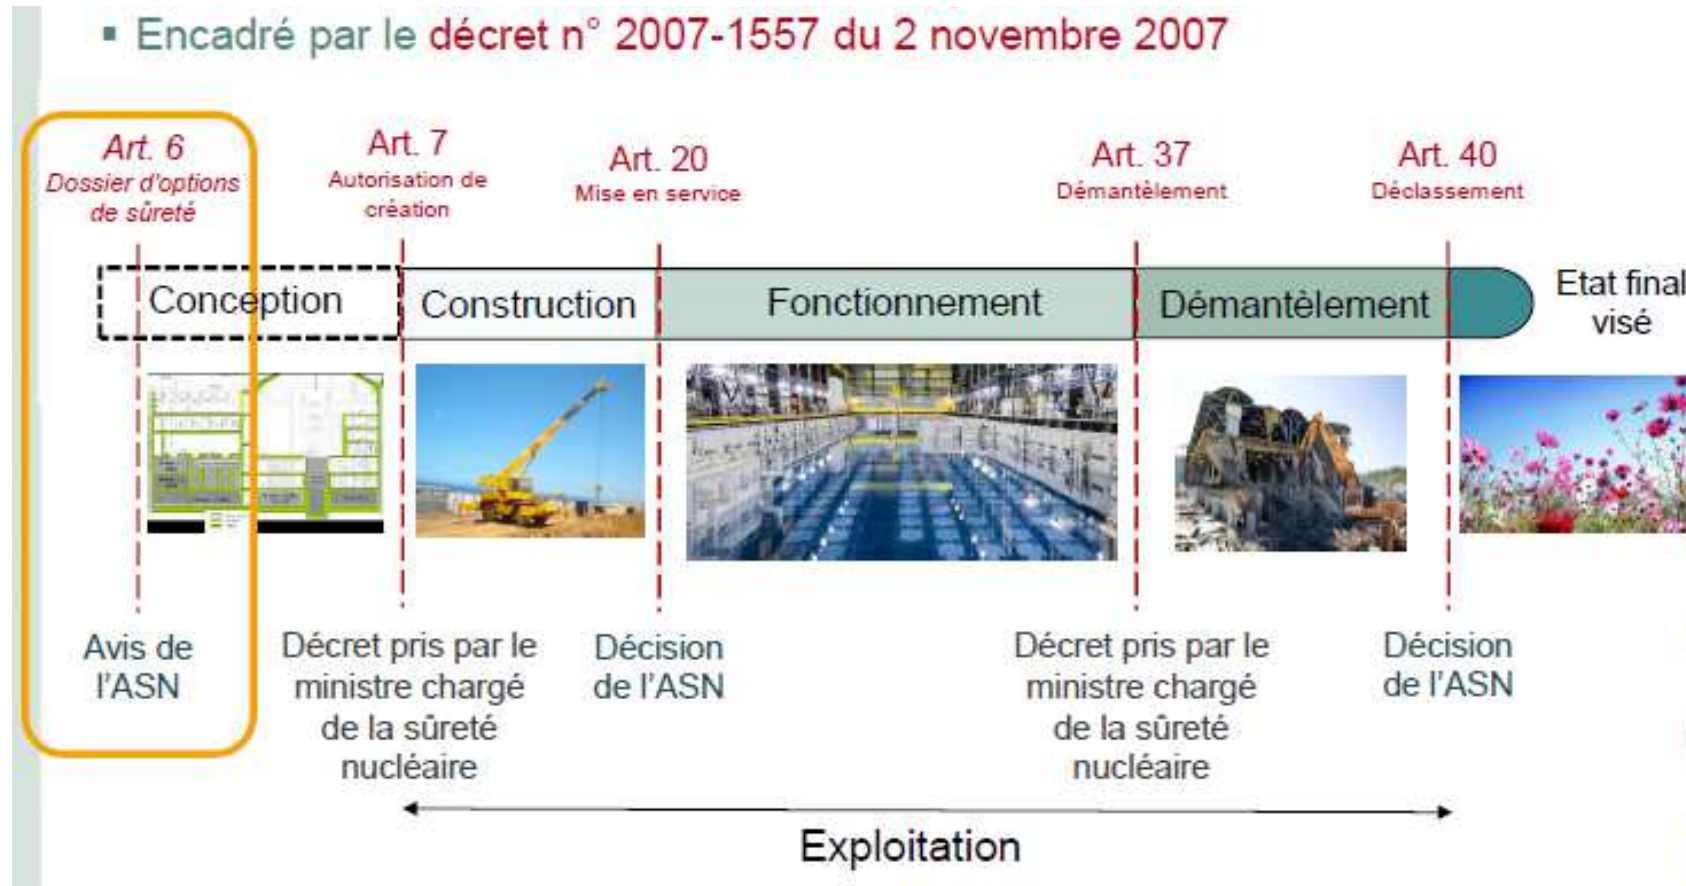 ▪ Encadré par le décret n° 2007-1557 du 2 novembre 2007
Art. 6
Dossier d'options
de sûreté
Art. 7
Autorisation de
création
Art. 20
Mise en service
Art. 37
Démantèlement
Art. 40
Déclassement
Conception
Construction
Fonctionnement
Démantèlement
Etat final
visé
Avis de
l'ASN
Décret pris par le
ministre chargé
de la sûreté
nucléaire
Décision
de l'ASN
Décret pris par le
ministre chargé
de la sûreté
nucléaire
Décision
de l'ASN
Exploitation